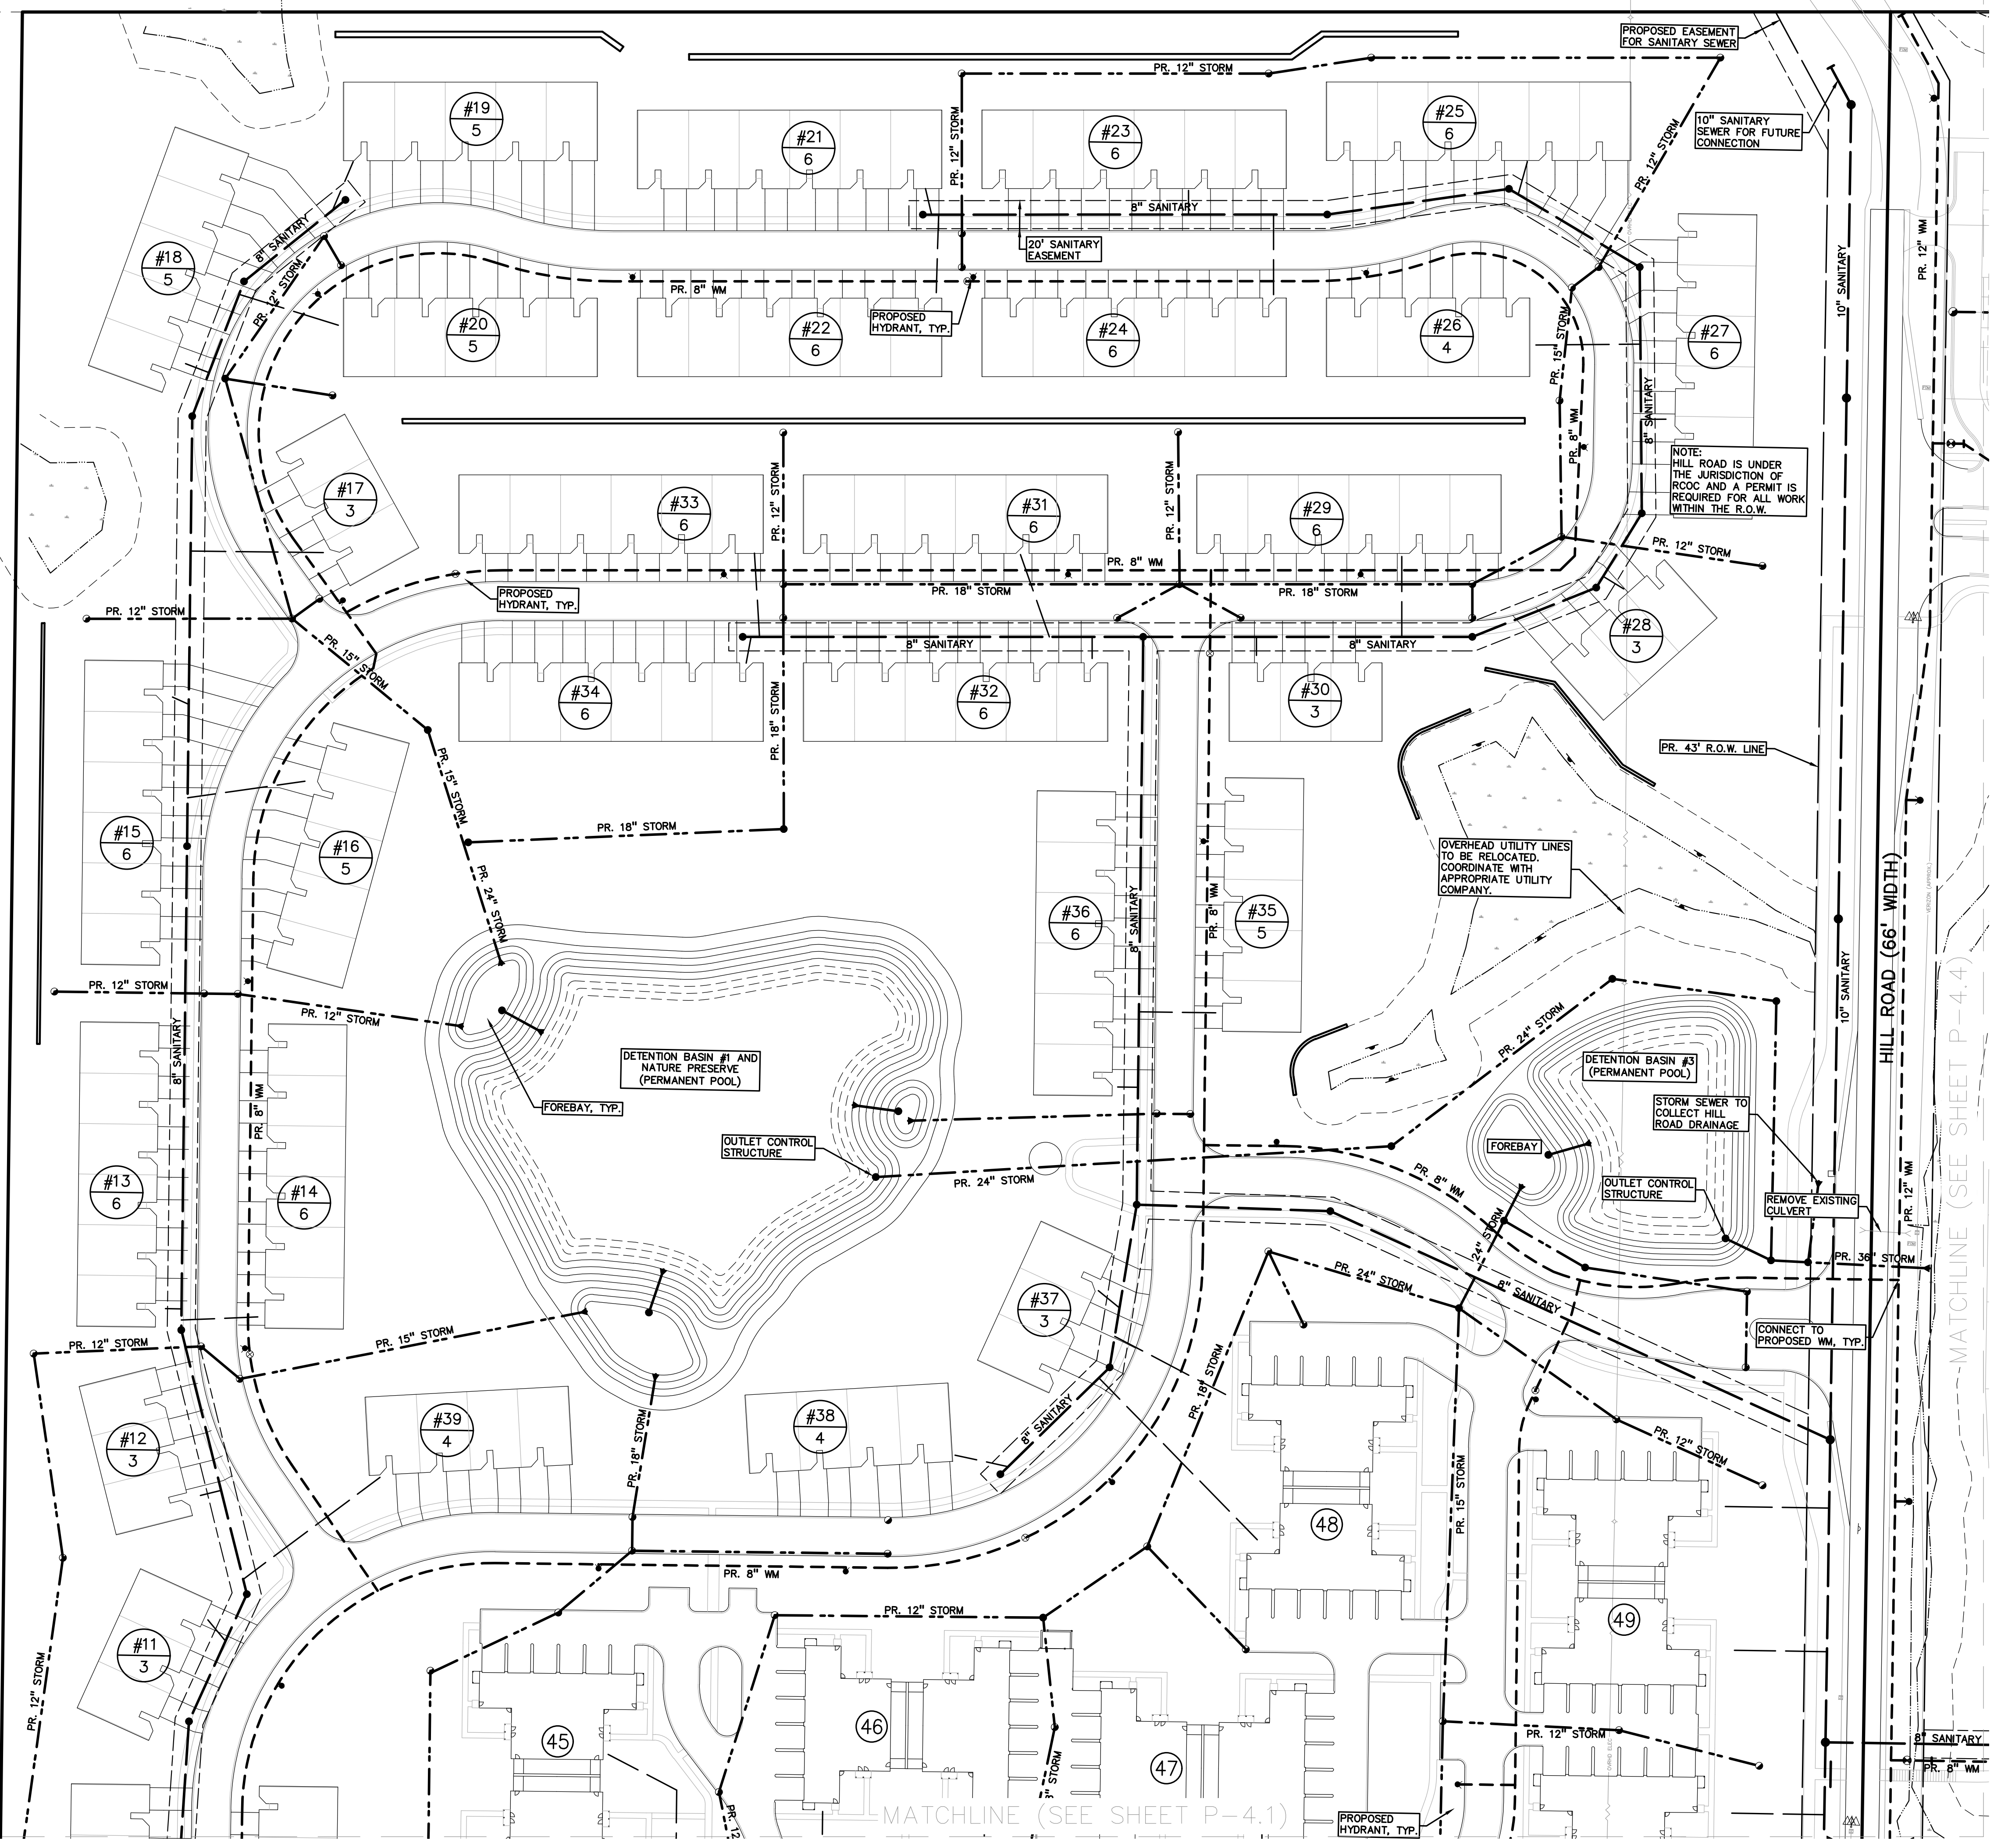 PROPOSED EASEMENT
FOR SANITARY SEWER
PR. 12" STORM
#19
5
#21
6
#23
6
#25
6
10" SANITARY
SEWER FOR FUTURE
CONNECTION
PR. 12" STORM
PR. 12" STORM
PR. 12" WM
8" SANITARY
8" SANITARY
20' SANITARY
EASEMENT
#18
5
PR. 12" STORM
PR. 8" WM
PROPOSED
HYDRANT, TYP.
#20
5
#22
6
#24
6
#26
4
#27
6
10" SANITARY
PR. 15" STORM
PR. 8" WM
8" SANITARY
NOTE:
HILL ROAD IS UNDER
THE JURISDICTION OF
RCOC AND A PERMIT IS
REQUIRED FOR ALL WORK
WITHIN THE R.O.W.
#17
3
#33
6
PR. 12" STORM
#31
6
PR. 12" STORM
#29
6
PR. 12" STORM
PR. 8" WM
PROPOSED
HYDRANT, TYP.
PR. 18" STORM
PR. 18" STORM
PR. 12" STORM
PR. 15" STORM
8" SANITARY
8" SANITARY
#28
3
#34
6
PR. 18" STORM
#32
6
#30
3
PR. 43' R.O.W. LINE
PR. 15" STORM
PR. 18" STORM
#15
6
#16
5
OVERHEAD UTILITY LINES
TO BE RELOCATED.
COORDINATE WITH
APPROPRIATE UTILITY
COMPANY.
HILL ROAD (66' WIDTH)
VERIZON (APPROX.)
PR. 24" STORM
#36
6
8" SANITARY
PR. 8" WM
#35
5
10" SANITARY
MATCHLINE (SEE SHEET P-4.4)
PR. 12" STORM
PR. 12" STORM
8" SANITARY
PR. 8" WM
DETENTION BASIN #1 AND
NATURE PRESERVE
(PERMANENT POOL)
FOREBAY, TYP.
PR. 24" STORM
DETENTION BASIN #3
(PERMANENT POOL)
STORM SEWER TO
COLLECT HILL
ROAD DRAINAGE
OUTLET CONTROL
STRUCTURE
FOREBAY
PR. 24" STORM
PR. 8" WM
OUTLET CONTROL
STRUCTURE
REMOVE EXISTING
CULVERT
PR. 12" WM
#13
6
#14
6
24" STORM
PR. 36" STORM
PR. 24" STORM
8" SANITARY
#37
3
CONNECT TO
PROPOSED WM, TYP.
PR. 12" STORM
PR. 15" STORM
PR. 18" STORM
#12
3
#39
4
#38
4
8" SANITARY
PR. 12" STORM
PR. 18" STORM
PR. 15" STORM
48
PR. 8" WM
PR. 12" STORM
49
#11
3
PR. 12" STORM
45
46
47
PR. 12" STORM
OVRHD ELEC
8" SANITARY
PR. 8" WM
" STORM
PR. 12
MATCHLINE (SEE SHEET P-4.1)
PROPOSED
HYDRANT, TYP.